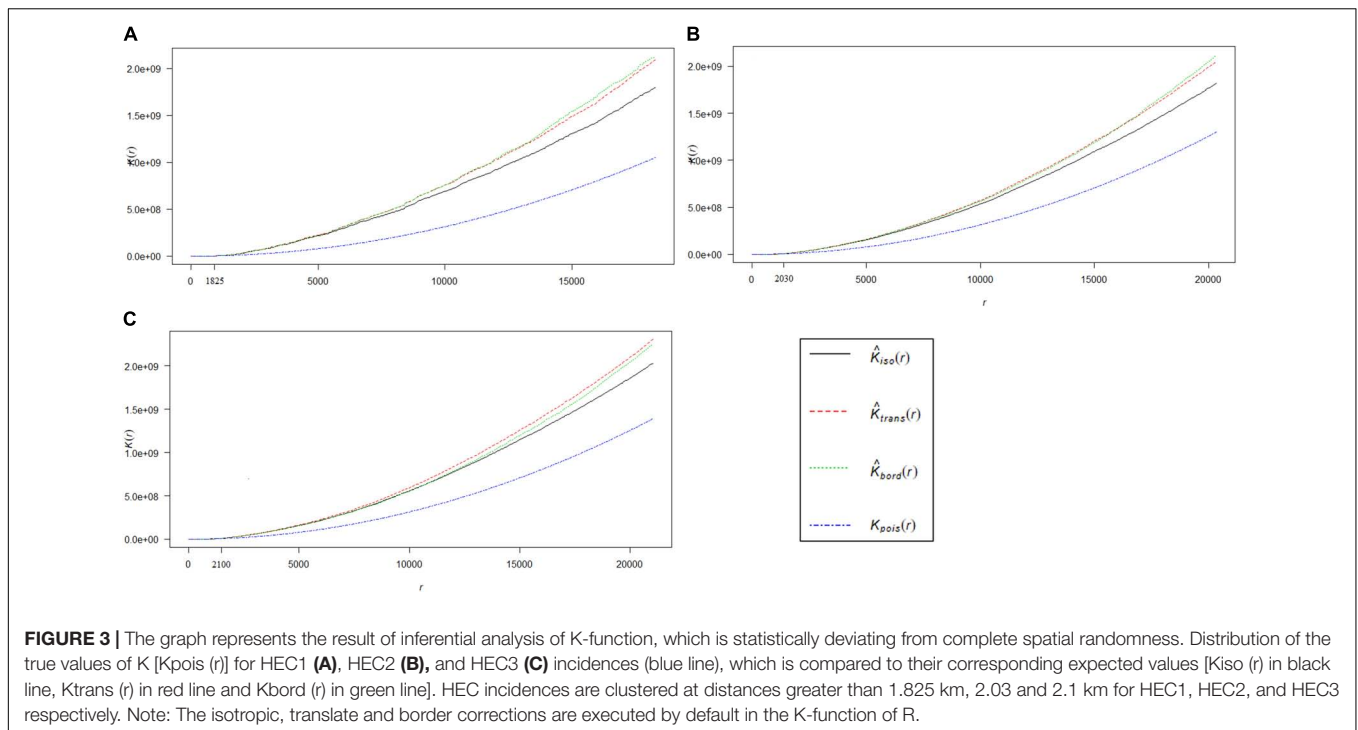 A
2.0e+09
1.5e+09
1.0e+09
5.0e+08
0.0e+00
K(r)
0 1825 5000 10000 15000
B
2.0e+09
1.5e+09
1.0e+09
5.0e+08
0.0e+00
K(r)
0 2030 5000 10000 15000 20000
r
C
2.0e+09
1.5e+09
1.0e+09
5.0e+08
0.0e+00
K(r)
0 2100 5000 10000 15000 20000
r
K̂iso(r)
K̂trans(r)
K̂bord(r)
Kpois(r)
FIGURE 3 | The graph represents the result of inferential analysis of K-function, which is statistically deviating from complete spatial randomness. Distribution of the
true values of K [Kpois (r)] for HEC1 (A), HEC2 (B), and HEC3 (C) incidences (blue line), which is compared to their corresponding expected values [Kiso (r) in black
line, Ktrans (r) in red line and Kbord (r) in green line]. HEC incidences are clustered at distances greater than 1.825 km, 2.03 and 2.1 km for HEC1, HEC2, and HEC3
respectively. Note: The isotropic, translate and border corrections are executed by default in the K-function of R.